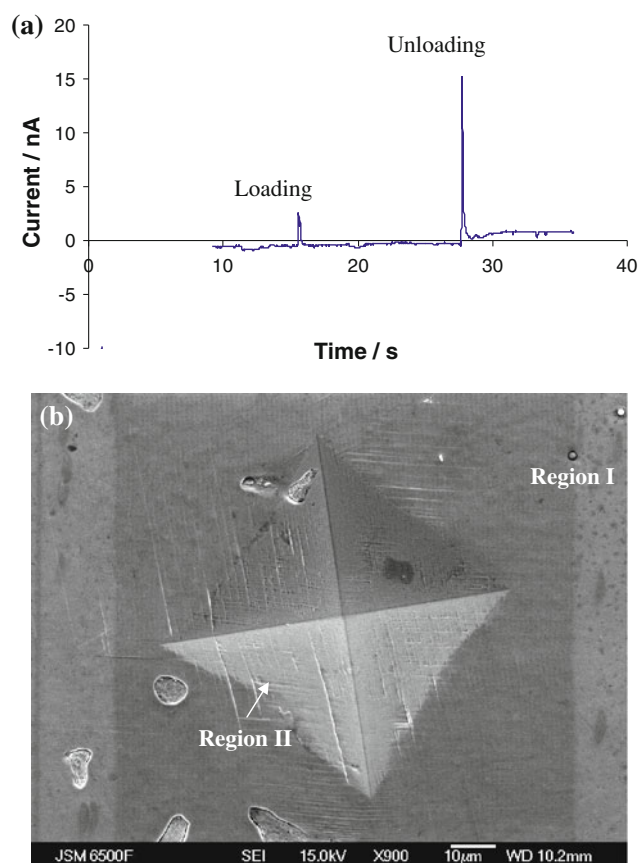 (a)
20
15
10
5
0
-5
-10
Current / nA
Loading
Unloading
0
10
20
30
40
Time / s
(b)
Region I
Region II
JSM 6500F SEI 15.0kV X900 10μm WD 10.2mm